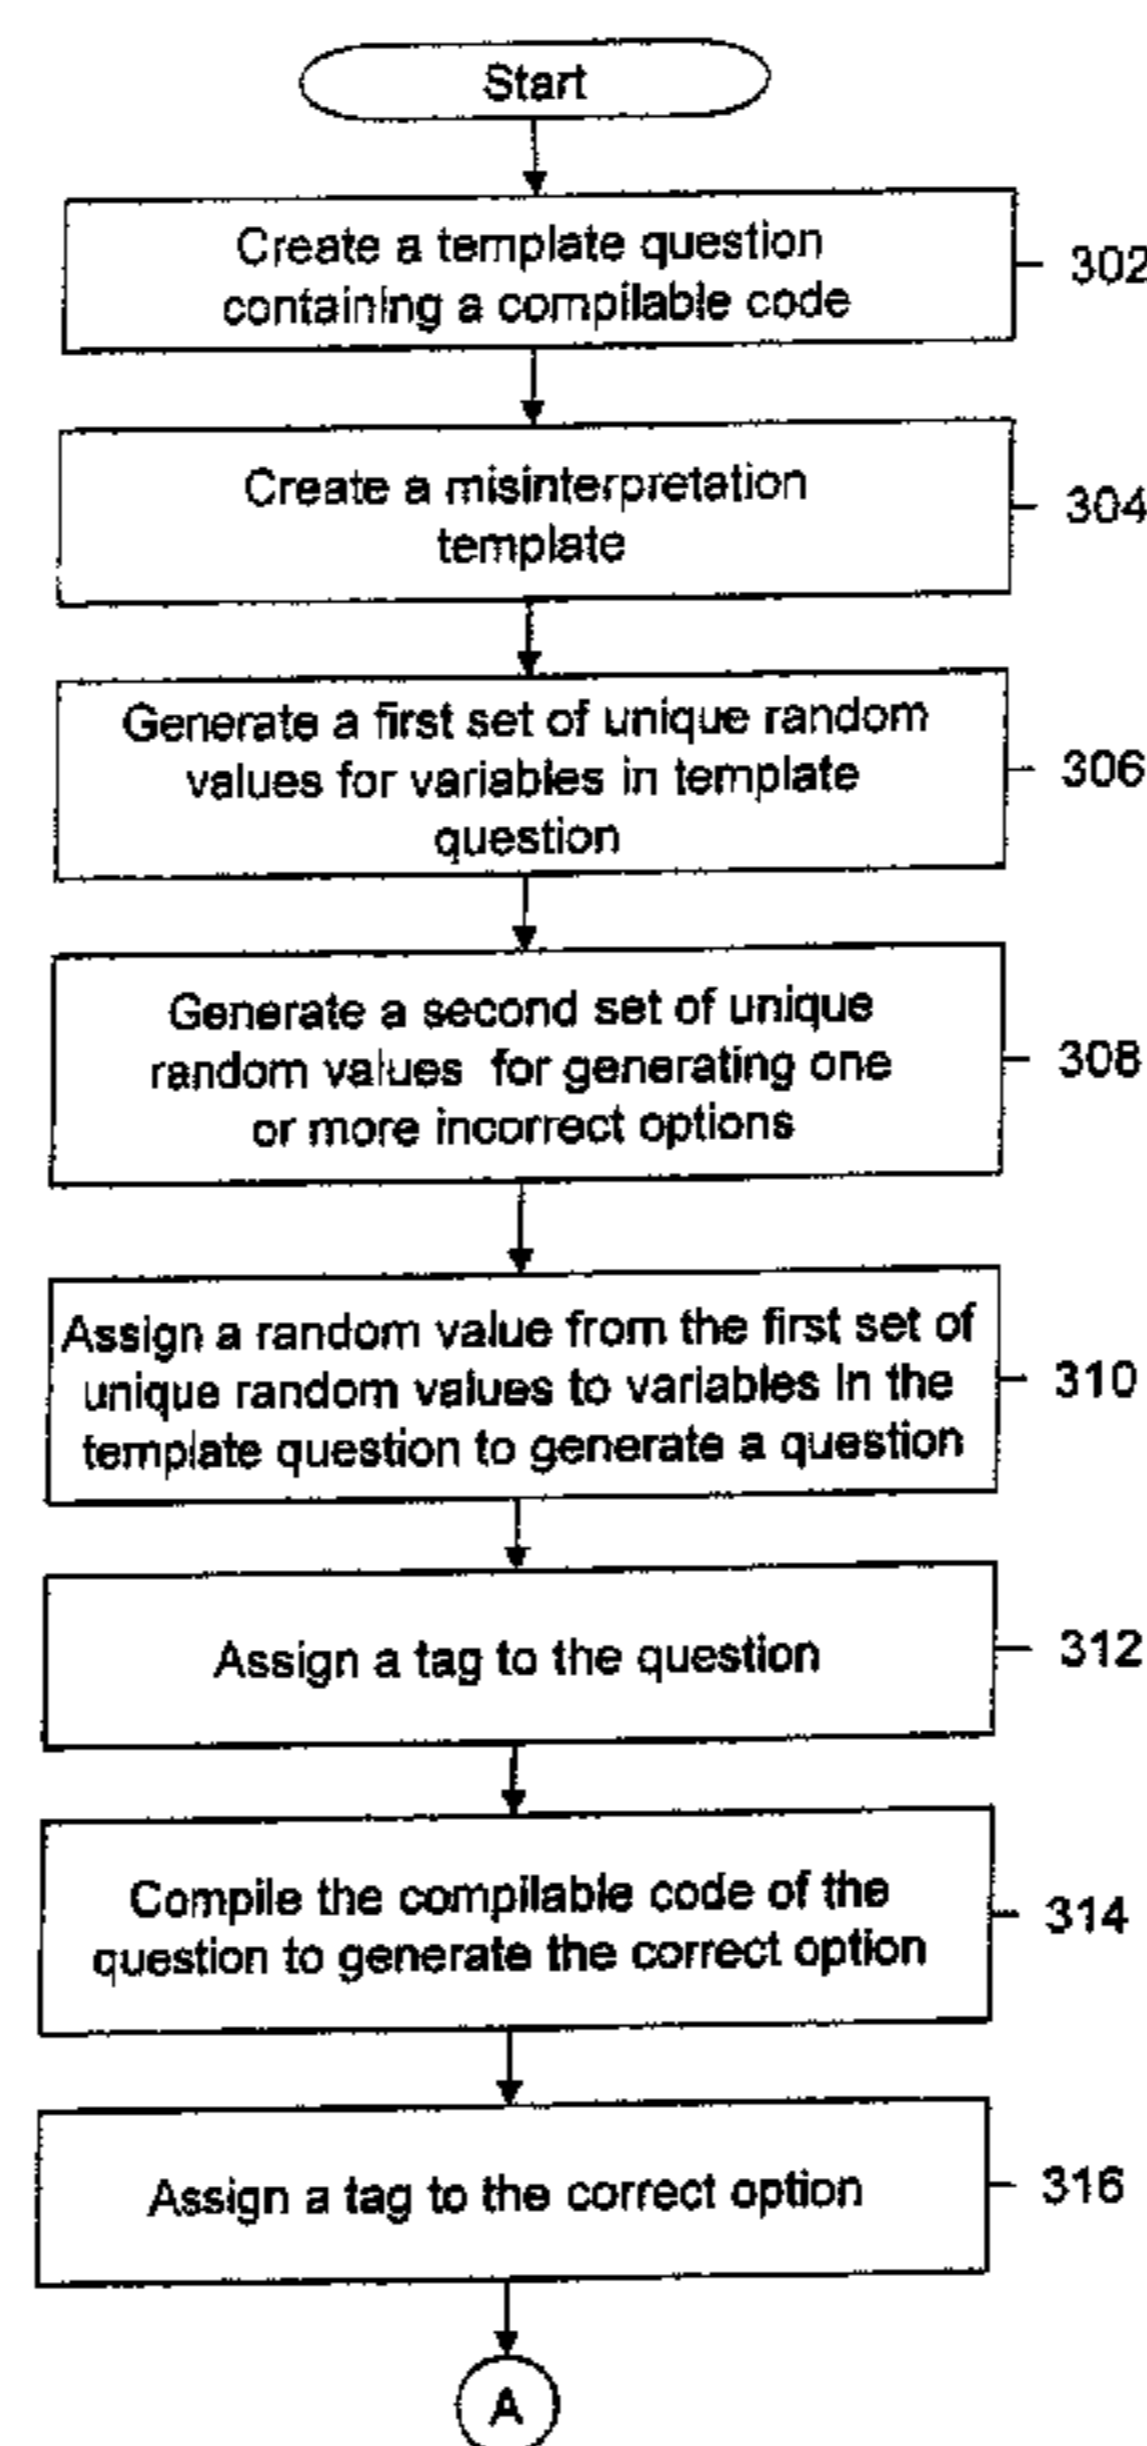 Start
Create a template question
containing a compilable code
302
Create a misinterpretation
template
304
Generate a first set of unique random
values for variables in template
question
306
Generate a second set of unique
random values for generating one
or more incorrect options
308
Assign a random value from the first set of
unique random values to variables in the
template question to generate a question
310
Assign a tag to the question
312
Compile the compilable code of the
question to generate the correct option
314
Assign a tag to the correct option
316
A